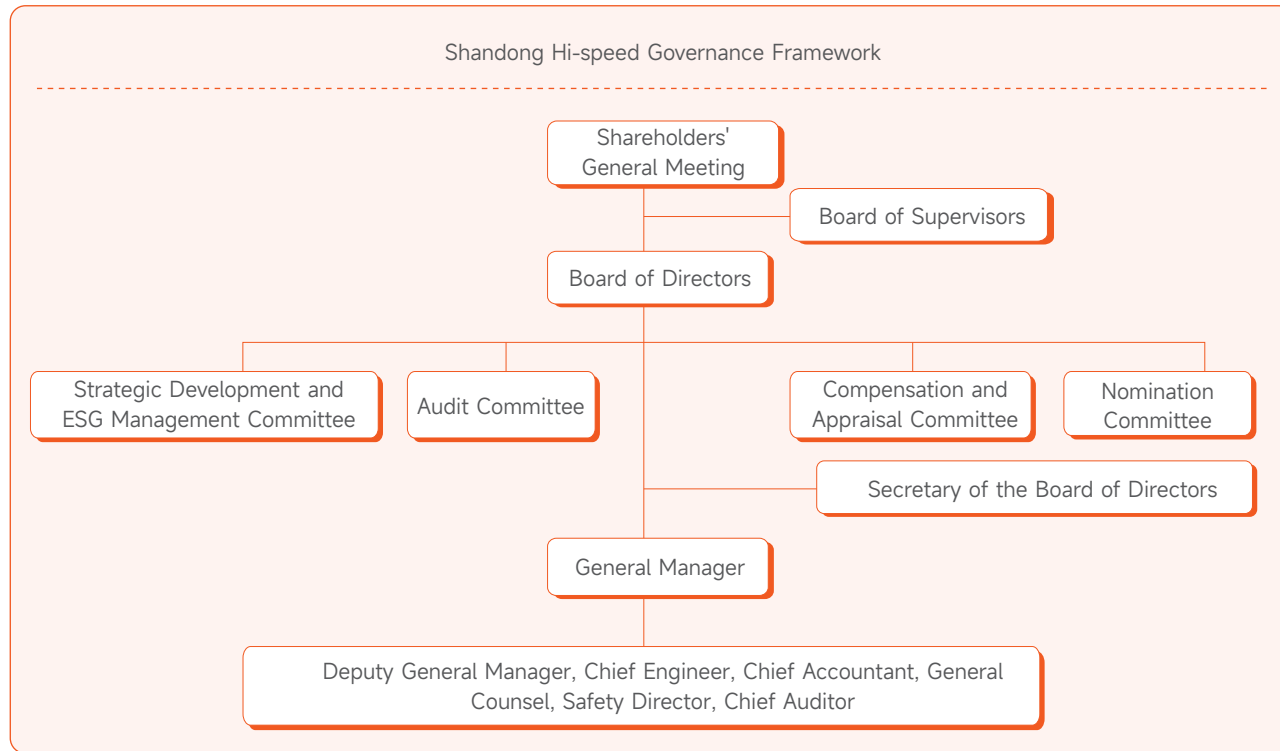 Shandong Hi-speed Governance Framework
Shareholders'
General Meeting
Board of Supervisors
Board of Directors
Strategic Development and
ESG Management Committee
Audit Committee
Compensation and
Appraisal Committee
Nomination
Committee
Secretary of the Board of Directors
General Manager
Deputy General Manager, Chief Engineer, Chief Accountant, General
Counsel, Safety Director, Chief Auditor